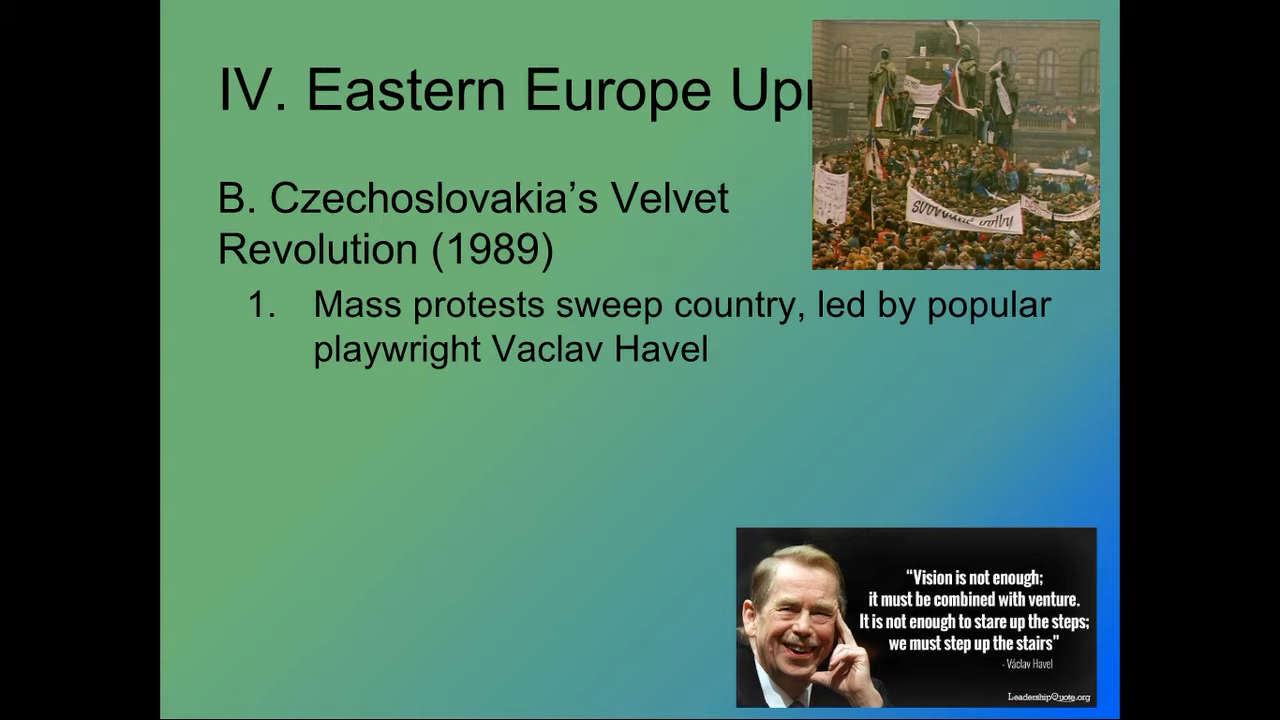 IV. Eastern Europe
B. Czechoslovakia’s Velvet
Revolution (1989)
1. Mass protests sweep country, led by popular
playwright Vaclav Havel
“Vision is not enough;
it must be combined with venture.
It is not enough to stare up the steps;
we must step up the stairs”
- Václav Havel
LeadershipQuote.org